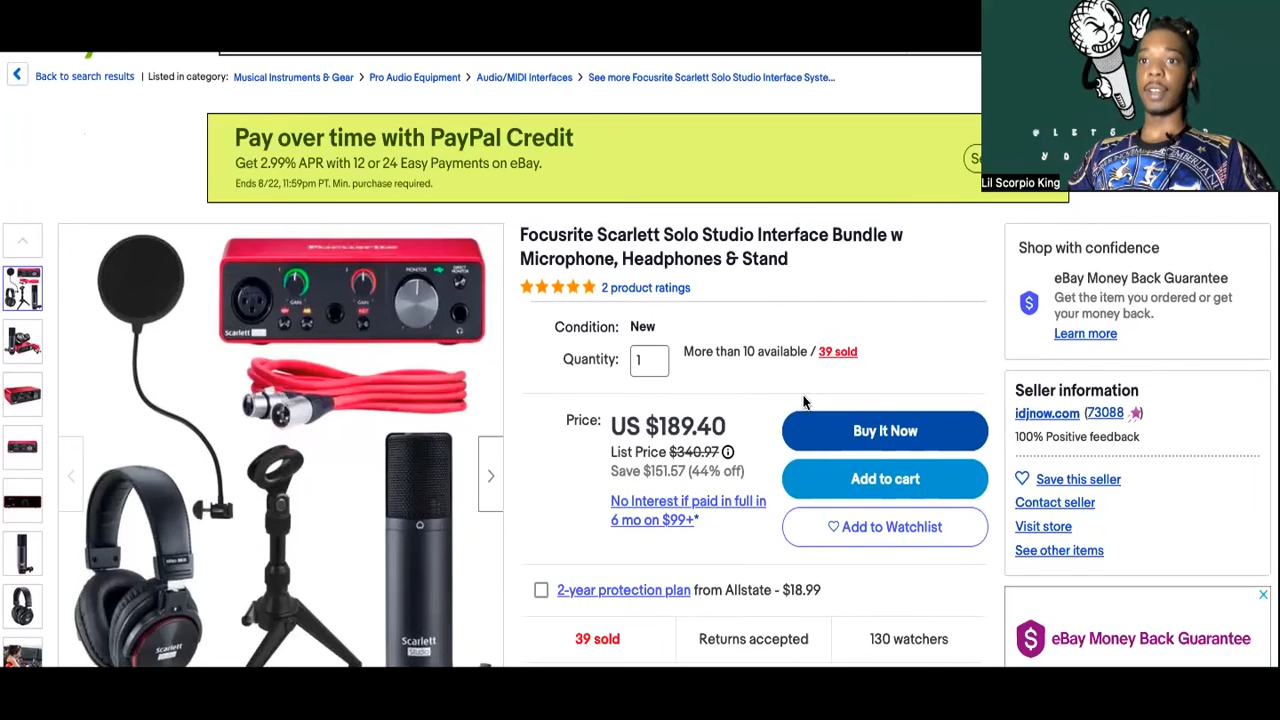 Back to search results | Listed in category: Musical Instruments & Gear > Pro Audio Equipment > Audio/MIDI Interfaces > See more Focusrite Scarlett Solo Studio Interface Syste...
Pay over time with PayPal Credit
Get 2.99% APR with 12 or 24 Easy Payments on eBay.
Ends 8/22, 11:59pm PT. Min. purchase required.
Lil Scorpio King
Focusrite Scarlett Solo Studio Interface Bundle w
Microphone, Headphones & Stand
2 product ratings
Condition: New
Quantity: 1
More than 10 available / 39 sold
Price: US $189.40
List Price $340.97
Save $151.57 (44% off)
No Interest if paid in full in
6 mo on $99+*
Buy It Now
Add to cart
Add to Watchlist
2-year protection plan from Allstate - $18.99
39 sold
Returns accepted
130 watchers
Shop with confidence
eBay Money Back Guarantee
Get the item you ordered or get
your money back.
Learn more
Seller information
idjnow.com (73088)
100% Positive feedback
Save this seller
Contact seller
Visit store
See other items
eBay Money Back Guarantee
Focusrite
MONITOR
GAIN
GAIN
Scarlett
Scarlett
Studio